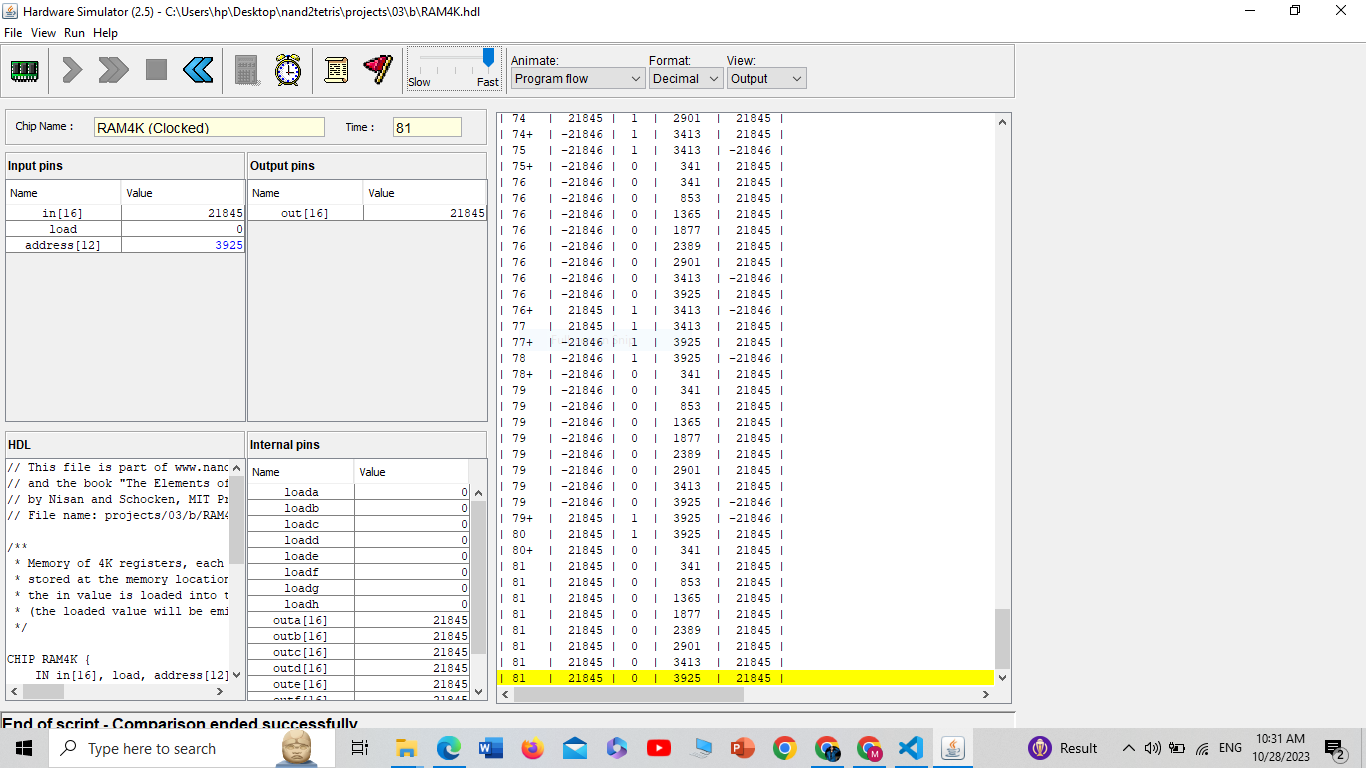 Hardware Simulator (2.5) - C:\Users\hp\Desktop\nand2tetris\projects\03\b\RAM4K.hdl
File View Run Help
Slow Fast
Animate: Format: View:
Program flow Decimal Output
Chip Name : RAM4K (Clocked) Time : 81
Input pins
Name Value
in[16] 21845
load 0
address[12] 3925
Output pins
Name Value
out[16] 21845
HDL
// This file is part of www.nand
// and the book "The Elements of
// by Nisan and Schocken, MIT Pr
// File name: projects/03/b/RAM4
/**
* Memory of 4K registers, each
* stored at the memory location
* the in value is loaded into t
* (the loaded value will be emi
*/
CHIP RAM4K {
IN in[16], load, address[12]
Internal pins
Name Value
loada 0
loadb 0
loadc 0
loadd 0
loade 0
loadf 0
loadg 0
loadh 0
outa[16] 21845
outb[16] 21845
outc[16] 21845
outd[16] 21845
oute[16] 21845
outf[16] 21845
| 74 | 21845 | 1 | 2901 | 21845 |
| 74+ | -21846 | 1 | 3413 | 21845 |
| 75 | -21846 | 1 | 3413 | -21846 |
| 75+ | -21846 | 0 | 341 | 21845 |
| 76 | -21846 | 0 | 341 | 21845 |
| 76 | -21846 | 0 | 853 | 21845 |
| 76 | -21846 | 0 | 1365 | 21845 |
| 76 | -21846 | 0 | 1877 | 21845 |
| 76 | -21846 | 0 | 2389 | 21845 |
| 76 | -21846 | 0 | 2901 | 21845 |
| 76 | -21846 | 0 | 3413 | -21846 |
| 76 | -21846 | 0 | 3925 | 21845 |
| 76+ | 21845 | 1 | 3413 | -21846 |
| 77 | 21845 | 1 | 3413 | 21845 |
| 77+ | -21846 | 1 | 3925 | 21845 |
| 78 | -21846 | 1 | 3925 | -21846 |
| 78+ | -21846 | 0 | 341 | 21845 |
| 79 | -21846 | 0 | 341 | 21845 |
| 79 | -21846 | 0 | 853 | 21845 |
| 79 | -21846 | 0 | 1365 | 21845 |
| 79 | -21846 | 0 | 1877 | 21845 |
| 79 | -21846 | 0 | 2389 | 21845 |
| 79 | -21846 | 0 | 2901 | 21845 |
| 79 | -21846 | 0 | 3413 | 21845 |
| 79 | -21846 | 0 | 3925 | -21846 |
| 79+ | 21845 | 1 | 3925 | -21846 |
| 80 | 21845 | 1 | 3925 | 21845 |
| 80+ | 21845 | 0 | 341 | 21845 |
| 81 | 21845 | 0 | 341 | 21845 |
| 81 | 21845 | 0 | 853 | 21845 |
| 81 | 21845 | 0 | 1365 | 21845 |
| 81 | 21845 | 0 | 1877 | 21845 |
| 81 | 21845 | 0 | 2389 | 21845 |
| 81 | 21845 | 0 | 2901 | 21845 |
| 81 | 21845 | 0 | 3413 | 21845 |
| 81 | 21845 | 0 | 3925 | 21845 |
End of script - Comparison ended successfully
Type here to search
Result
ENG
10:31 AM
10/28/2023
2